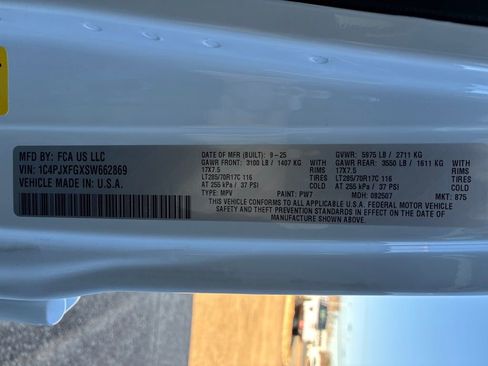 MFD BY: FCA US LLC
VIN: 1C4PJXFGXSW662869
VEHICLE MADE IN: U.S.A.
DATE OF MFR (BUILT): 9-25
GAWR FRONT: 3100 LB / 1407 KG
17X7.5 RIMS
LT285/70R17C 116 TIRES
AT 255 kPa / 37 PSI
GVWR: 5975 LB / 2711 KG
GAWR REAR: 3550 LB / 1611 KG
17X7.5 RIMS
LT285/70R17C 116 TIRES
AT 255 kPa / 37 PSI
TYPE: MPV PAINT: PW7 MDH: 092507 MKT: 875
THIS VEHICLE CONFORMS TO ALL APPLICABLE U.S.A. FEDERAL MOTOR VEHICLE
SAFETY AND THEFT PREVENTION STANDARDS IN EFFECT ON THE DATE OF
MANUFACTURE SHOWN ABOVE.